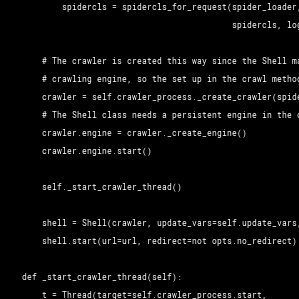 spidercls = spidercls_for_request(spider_loader,
spidercls, log
# The crawler is created this way since the Shell ma
# crawling engine, so the set up in the crawl metho
crawler = self.crawler_process._create_crawler(spide
# The Shell class needs a persistent engine in the c
crawler.engine = crawler._create_engine()
crawler.engine.start()
self._start_crawler_thread()
shell = Shell(crawler, update_vars=self.update_vars,
shell.start(url=url, redirect=not opts.no_redirect)
def _start_crawler_thread(self):
t = Thread(target=self.crawler_process.start,